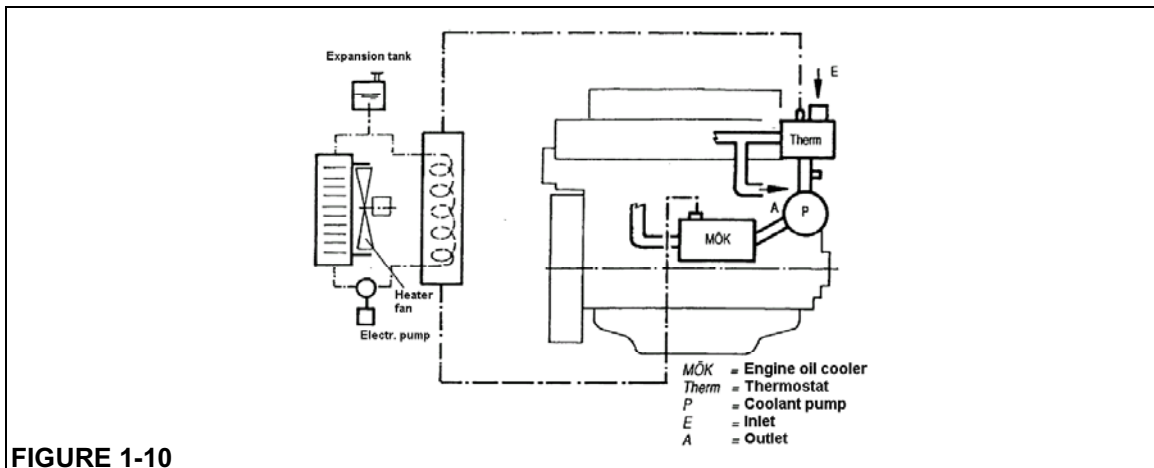 Expansion tank
E
Therm
A
P
MÖK
Heater
fan
Electr. pump
MÖK = Engine oil cooler
Therm = Thermostat
P = Coolant pump
E = Inlet
A = Outlet
FIGURE 1-10